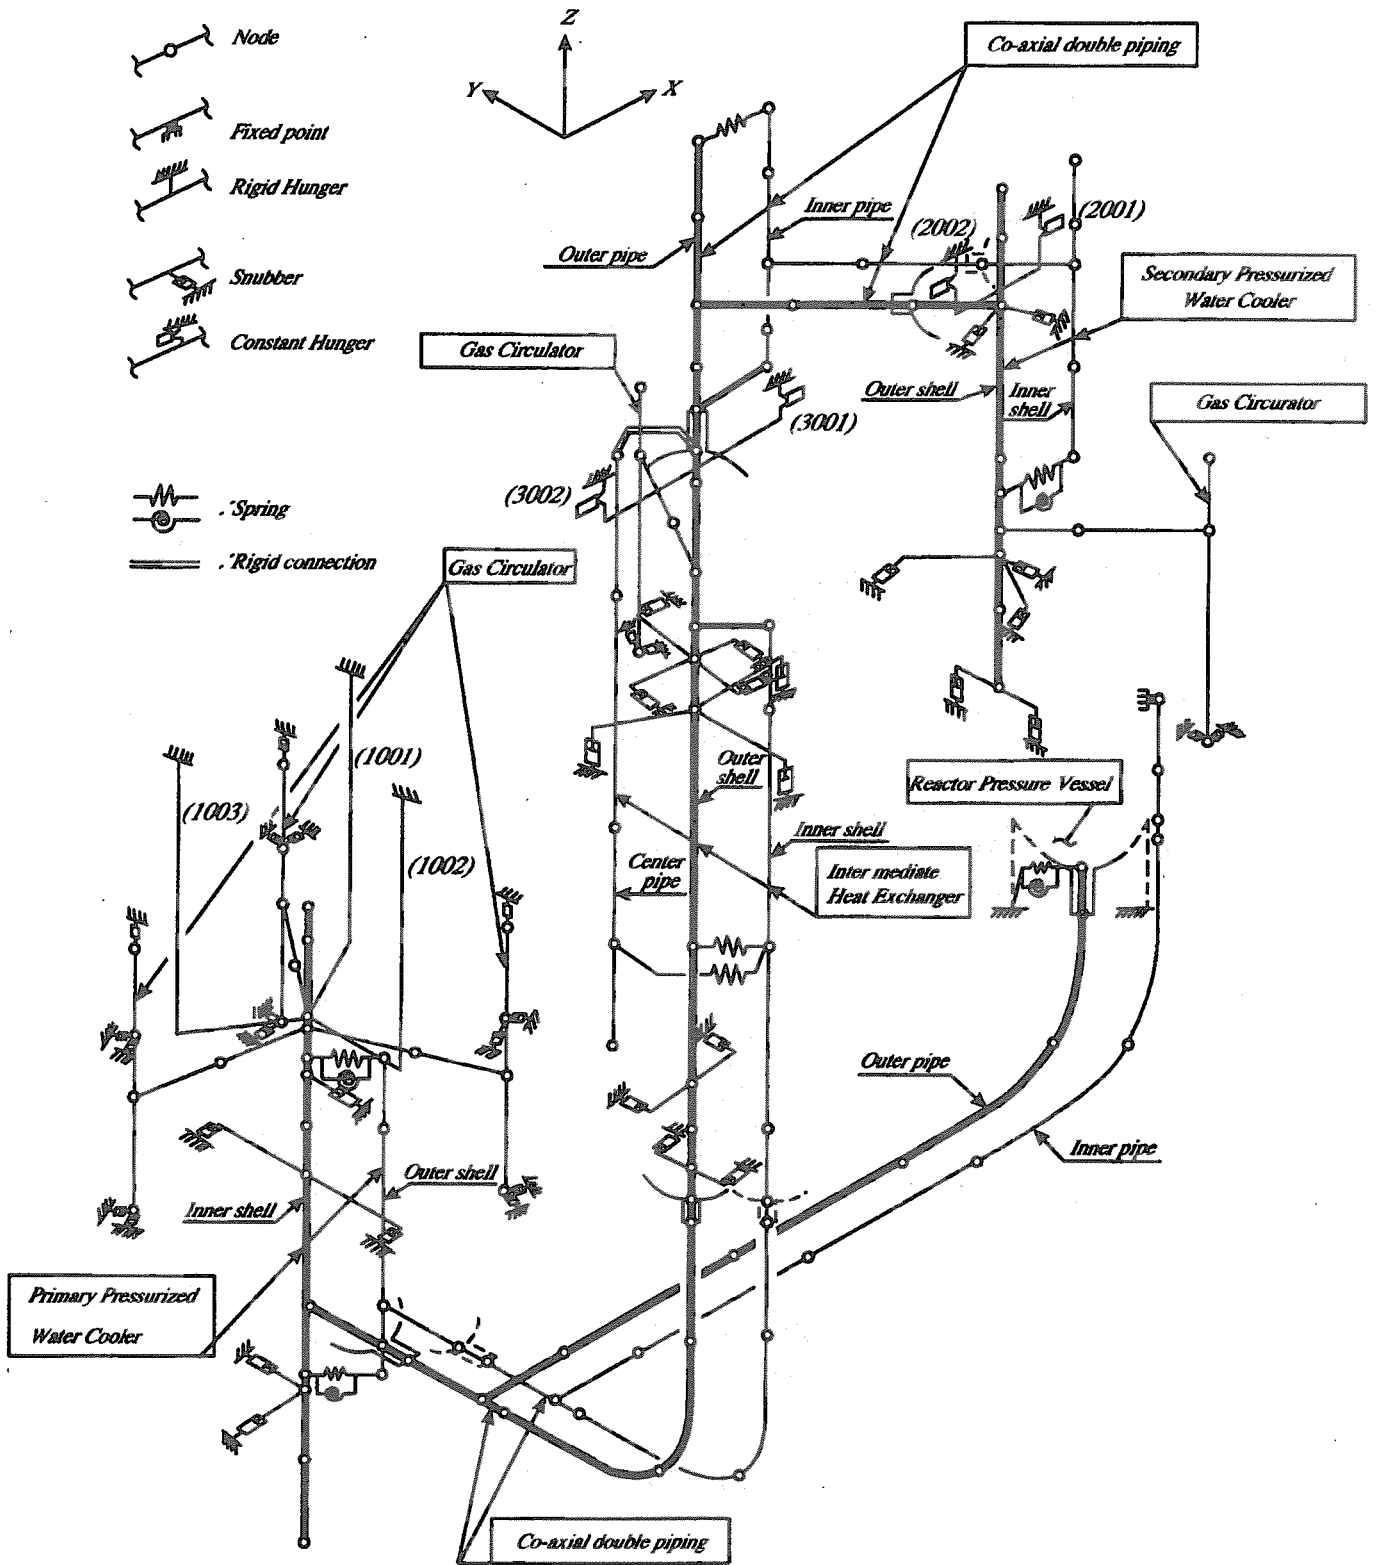 Z
Y
X
Node
Fixed point
Rigid Hunger
Snubber
Constant Hunger
Spring
Rigid connection
Co-axial double piping
Inner pipe
Outer pipe
(2002)
(2001)
Secondary Pressurized
Water Cooler
Gas Circulator
Outer shell
Inner
shell
Gas Circurator
(3001)
(3002)
Gas Circulator
(1001)
(1003)
(1002)
Outer
shell
Reactor Pressure Vessel
Inner shell
Center
pipe
Inter mediate
Heat Exchanger
Outer pipe
Inner pipe
Outer shell
Inner shell
Primary Pressurized
Water Cooler
Co-axial double piping